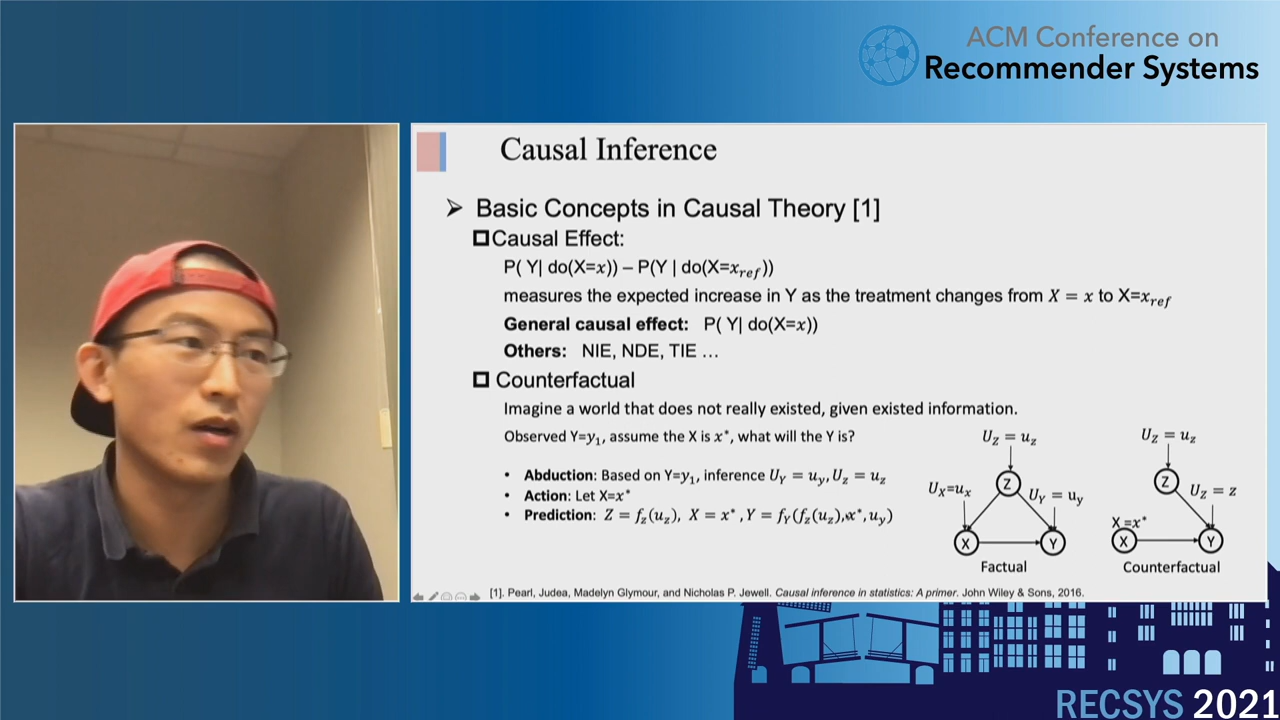 ACM Conference on
Recommender Systems
Causal Inference
➤ Basic Concepts in Causal Theory [1]
❑Causal Effect:
P( Y| do(X=x)) – P(Y | do(X=x_ref))
measures the expected increase in Y as the treatment changes from X = x to X=x_ref
General causal effect: P( Y| do(X=x))
Others: NIE, NDE, TIE …
❑ Counterfactual
Imagine a world that does not really existed, given existed information.
Observed Y=y₁, assume the X is x*, what will the Y is?
• Abduction: Based on Y=y₁, inference U_Y = u_y, U_z = u_z
• Action: Let X=x*
• Prediction: Z = f_z(u_z), X = x* , Y = f_Y(f_z(u_z),x*, u_y)
U_Z = u_z
Z
U_X=u_x
U_Y = u_y
X
Y
Factual
U_Z = u_z
Z
U_Z = z
X =x*
X
Y
Counterfactual
[1]. Pearl, Judea, Madelyn Glymour, and Nicholas P. Jewell. Causal inference in statistics: A primer. John Wiley & Sons, 2016.
RECSYS 2021